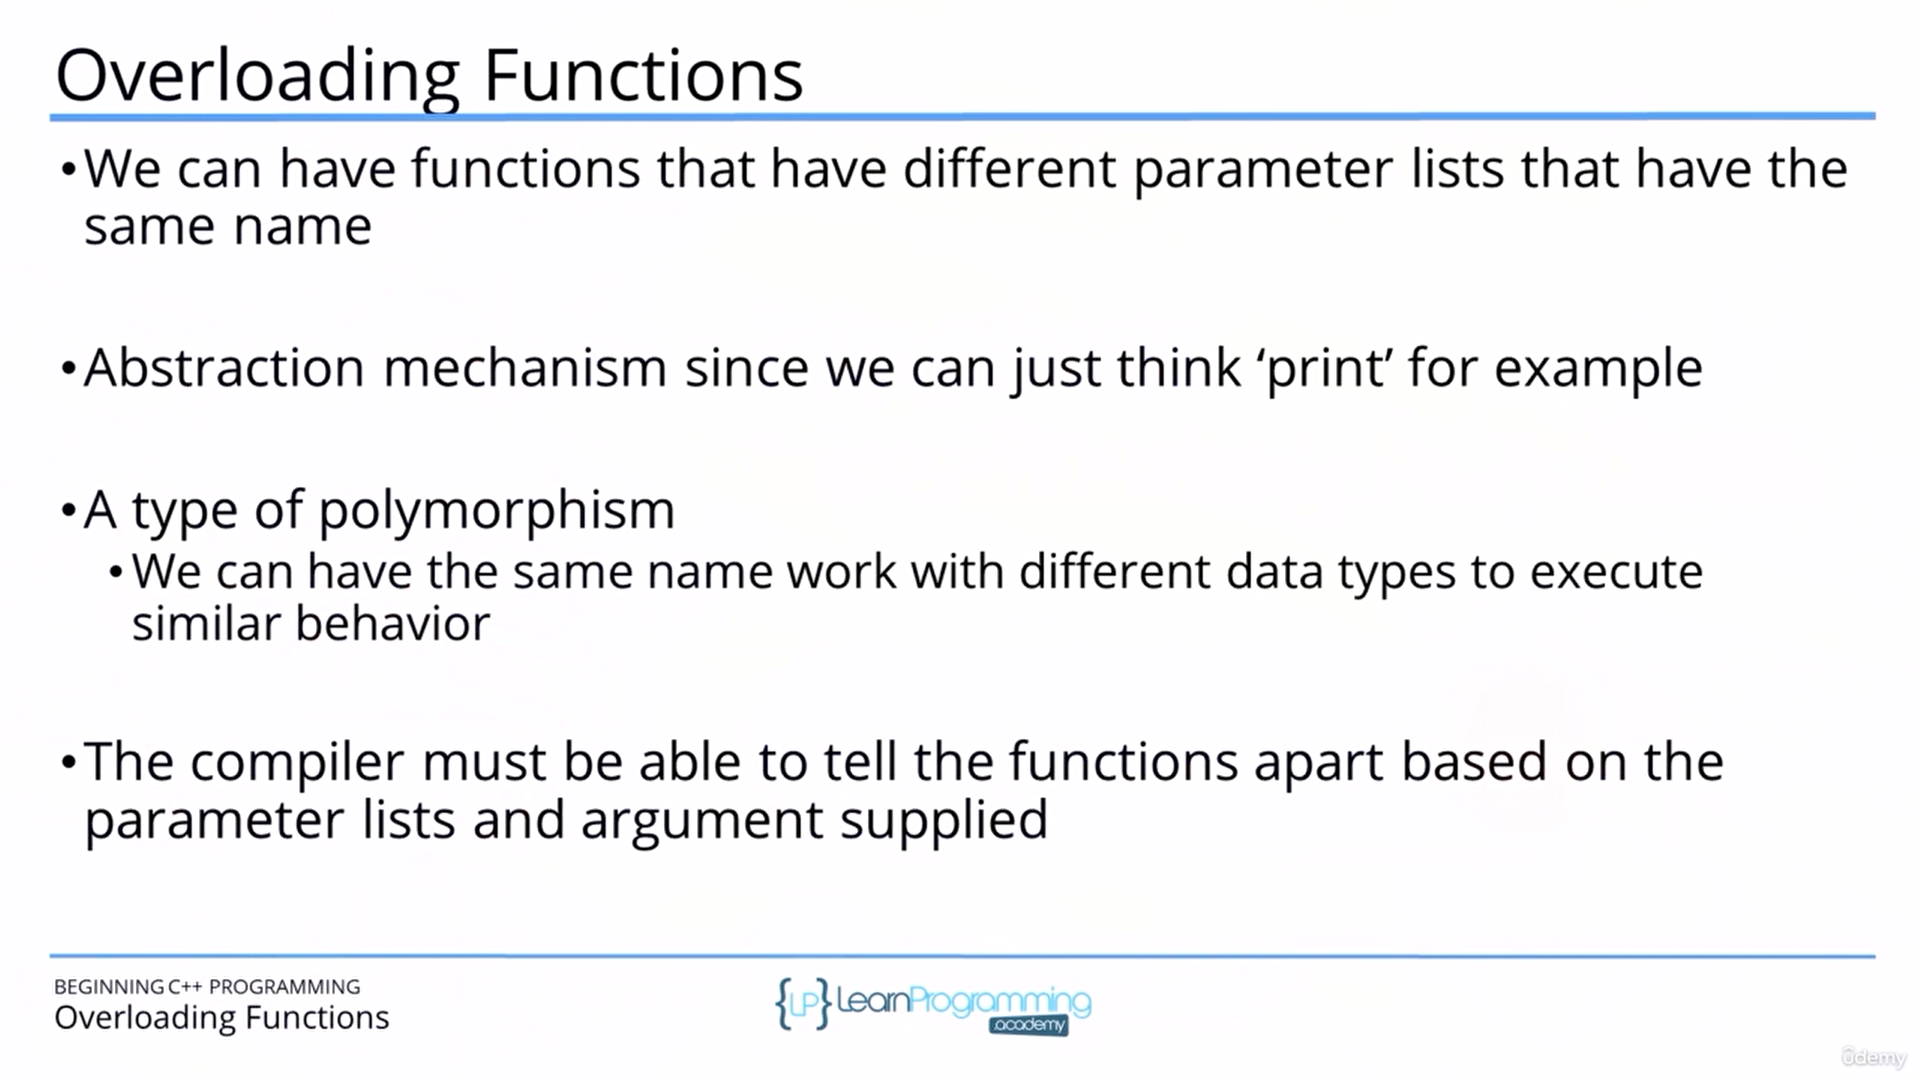 Overloading Functions
•We can have functions that have different parameter lists that have the
same name
•Abstraction mechanism since we can just think ‘print’ for example
•A type of polymorphism
•We can have the same name work with different data types to execute
similar behavior
•The compiler must be able to tell the functions apart based on the
parameter lists and argument supplied
BEGINNING C++ PROGRAMMING
Overloading Functions
{LP} LearnProgramming
academy
ûdemy